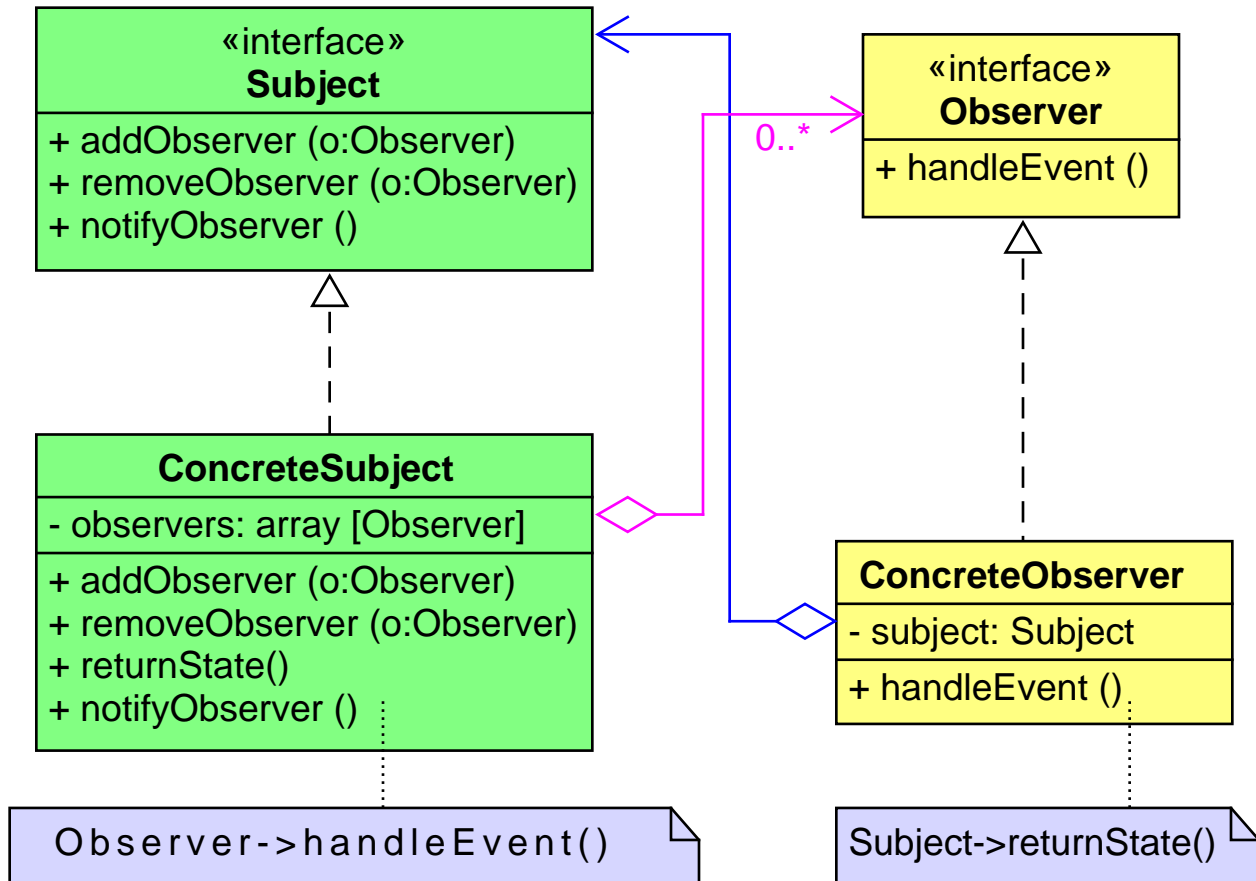 «interface»
Subject
+ addObserver (o:Observer)
+ removeObserver (o:Observer)
+ notifyObserver ()
«interface»
Observer
+ handleEvent ()
0..*
ConcreteSubject
- observers: array [Observer]
+ addObserver (o:Observer)
+ removeObserver (o:Observer)
+ returnState()
+ notifyObserver ()
ConcreteObserver
- subject: Subject
+ handleEvent ()
Observer->handleEvent()
Subject->returnState()